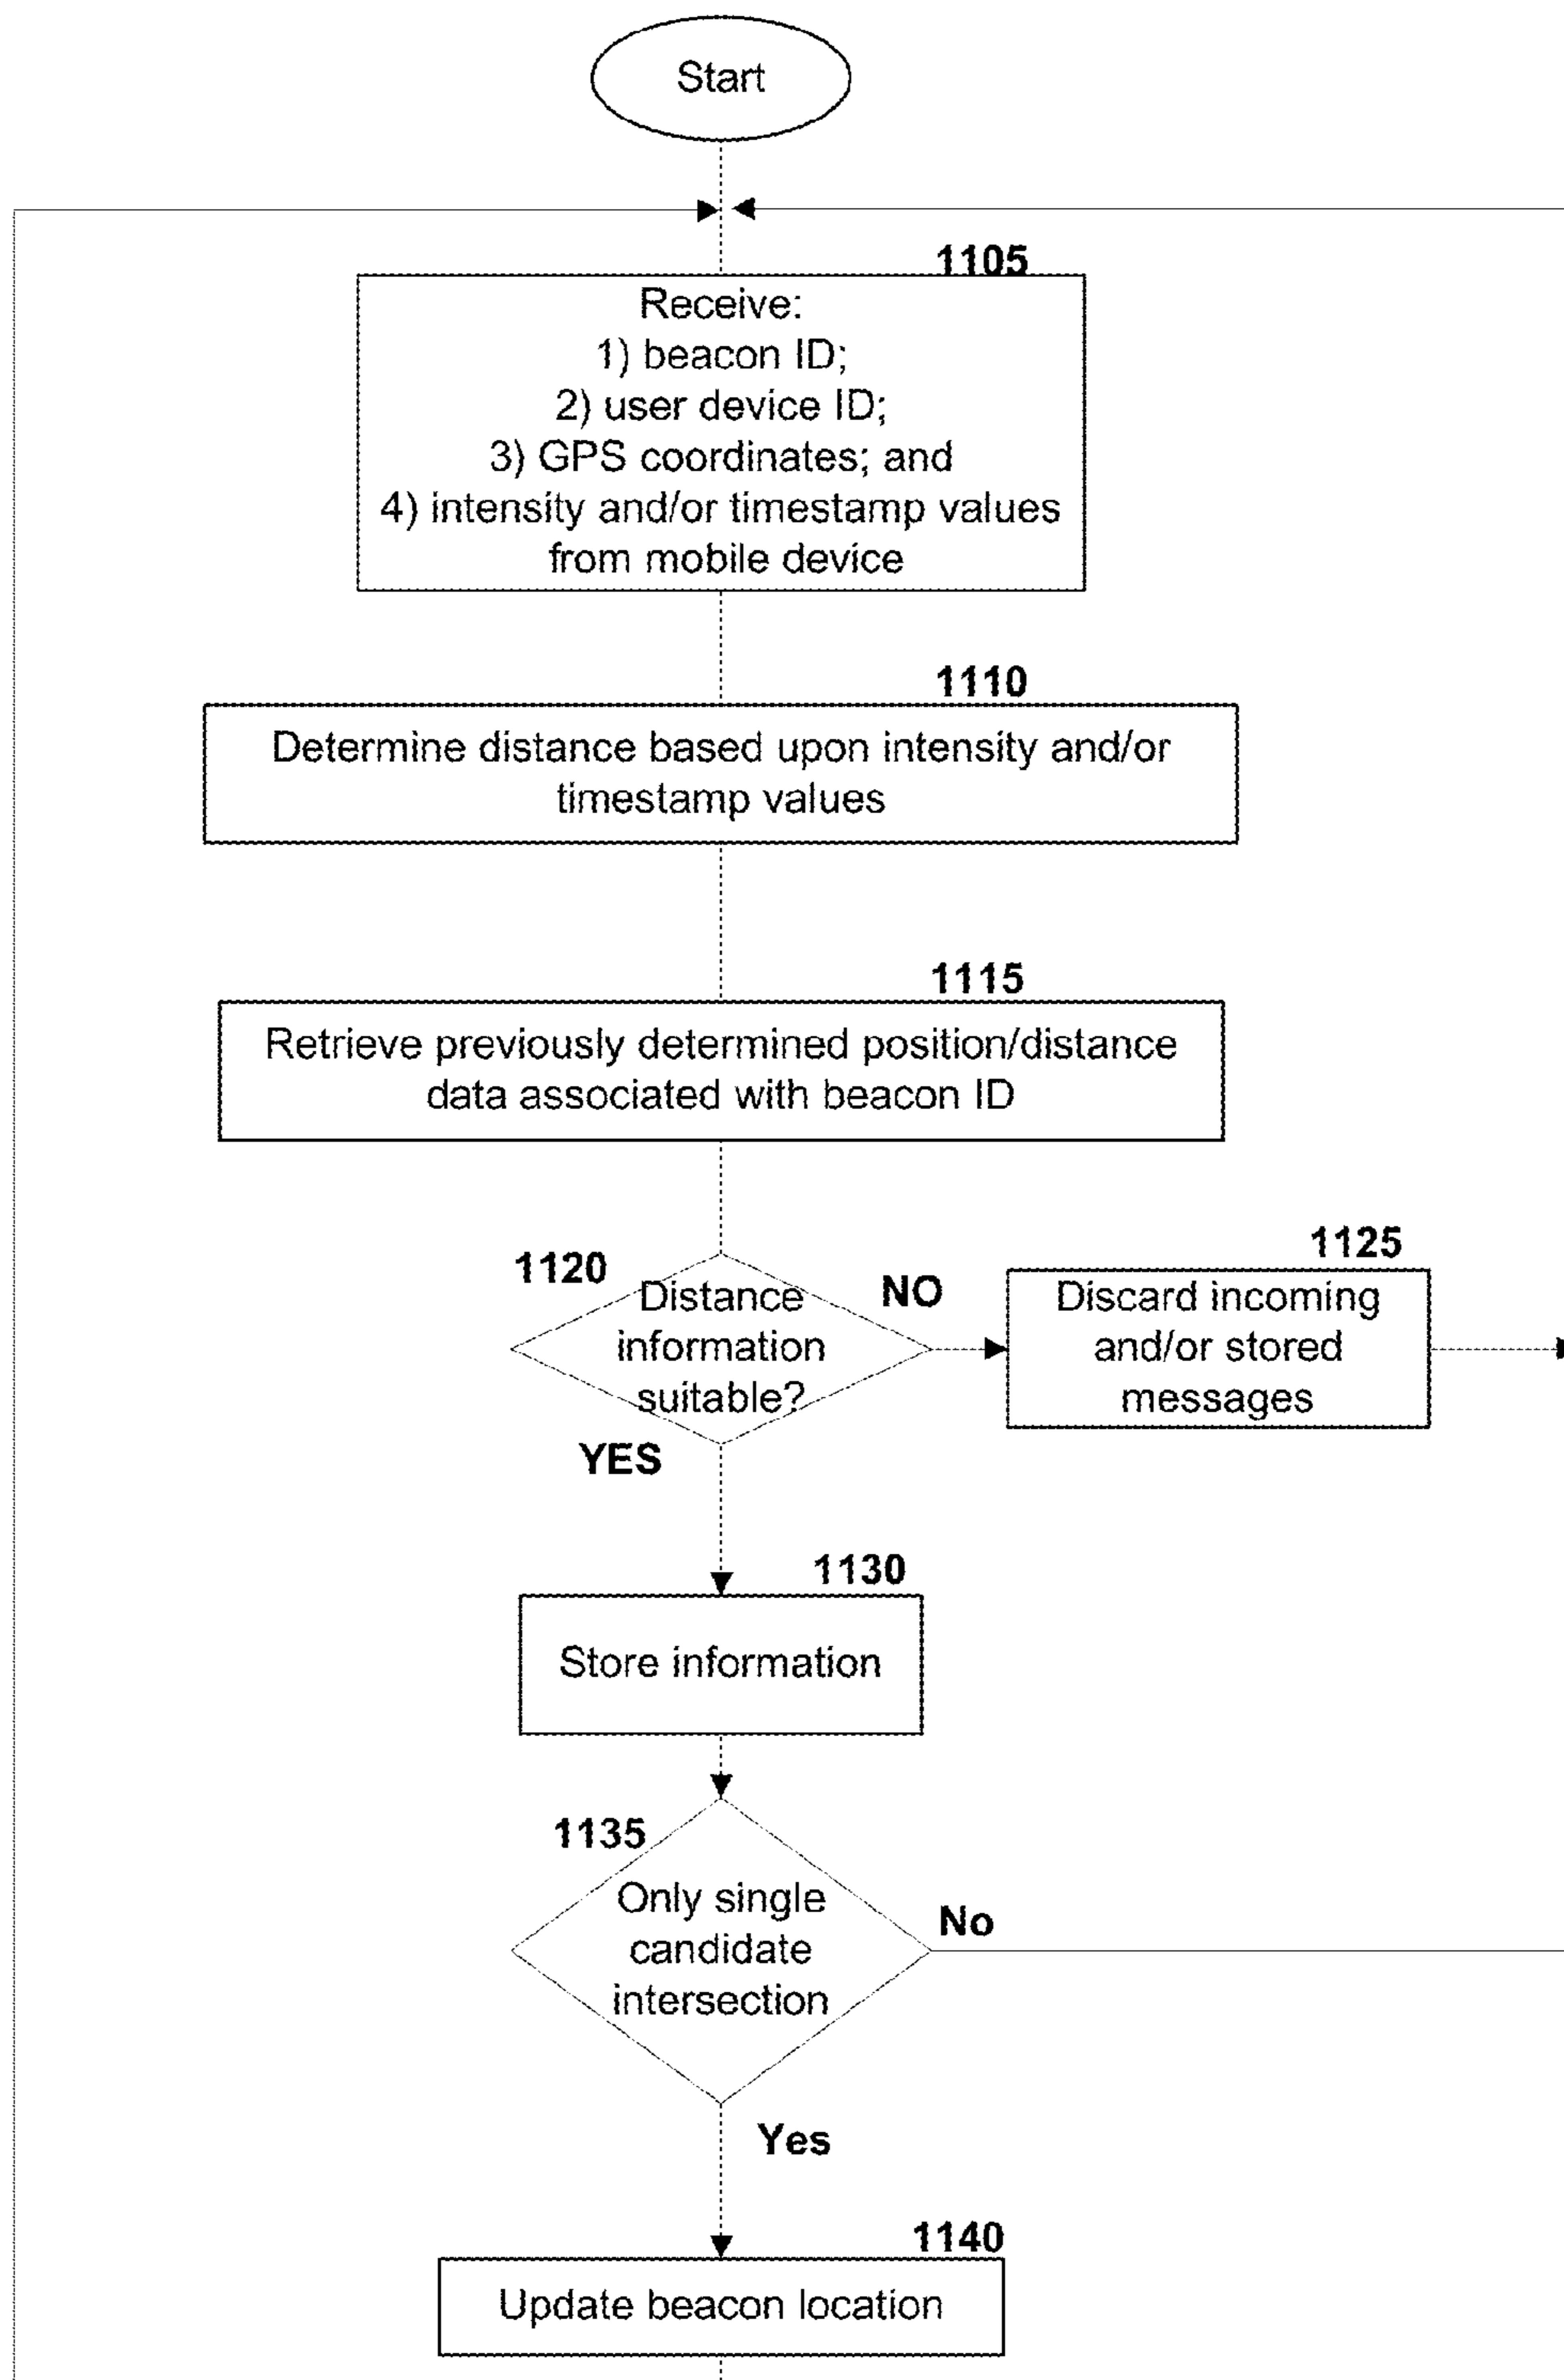 Start
1105
Receive:
1) beacon ID;
2) user device ID;
3) GPS coordinates; and
4) intensity and/or timestamp values
from mobile device
1110
Determine distance based upon intensity and/or
timestamp values
1115
Retrieve previously determined position/distance
data associated with beacon ID
1120
Distance
information
suitable?
NO
1125
Discard incoming
and/or stored
messages
YES
1130
Store information
1135
Only single
candidate
intersection
No
Yes
1140
Update beacon location